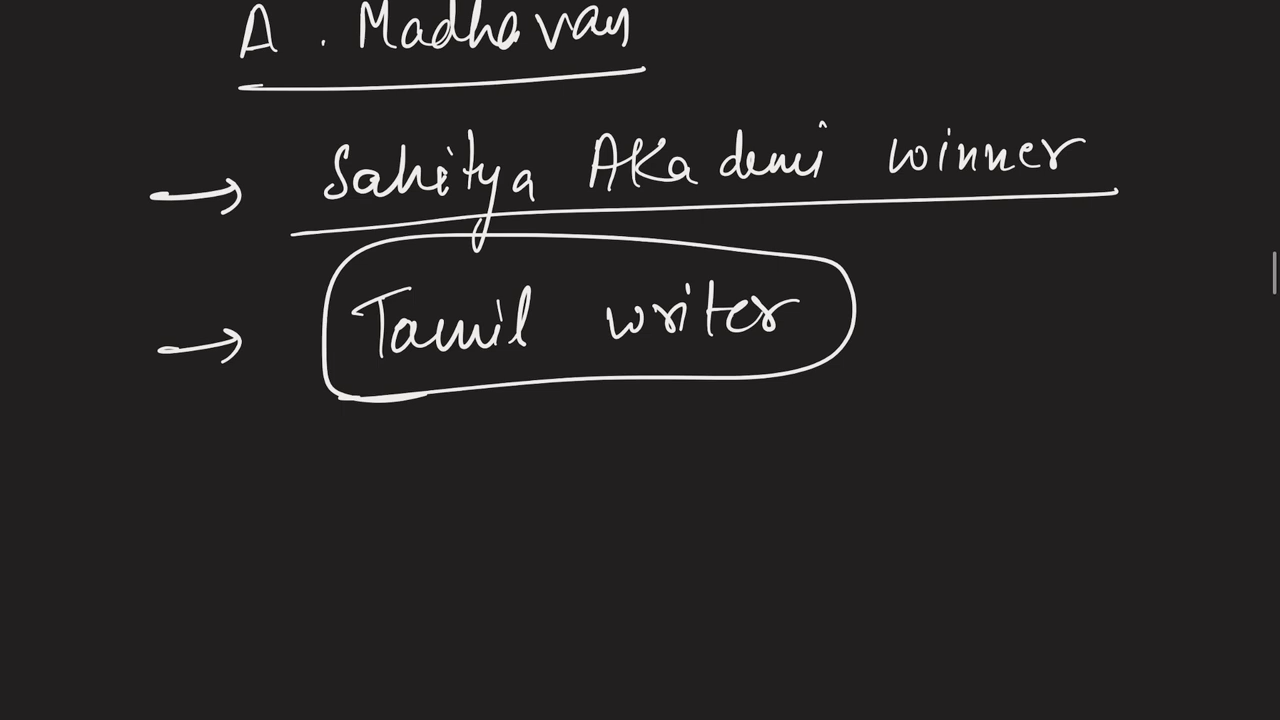 A . Madhavan
→ Sahitya AKademi winner
→ Tamil writer